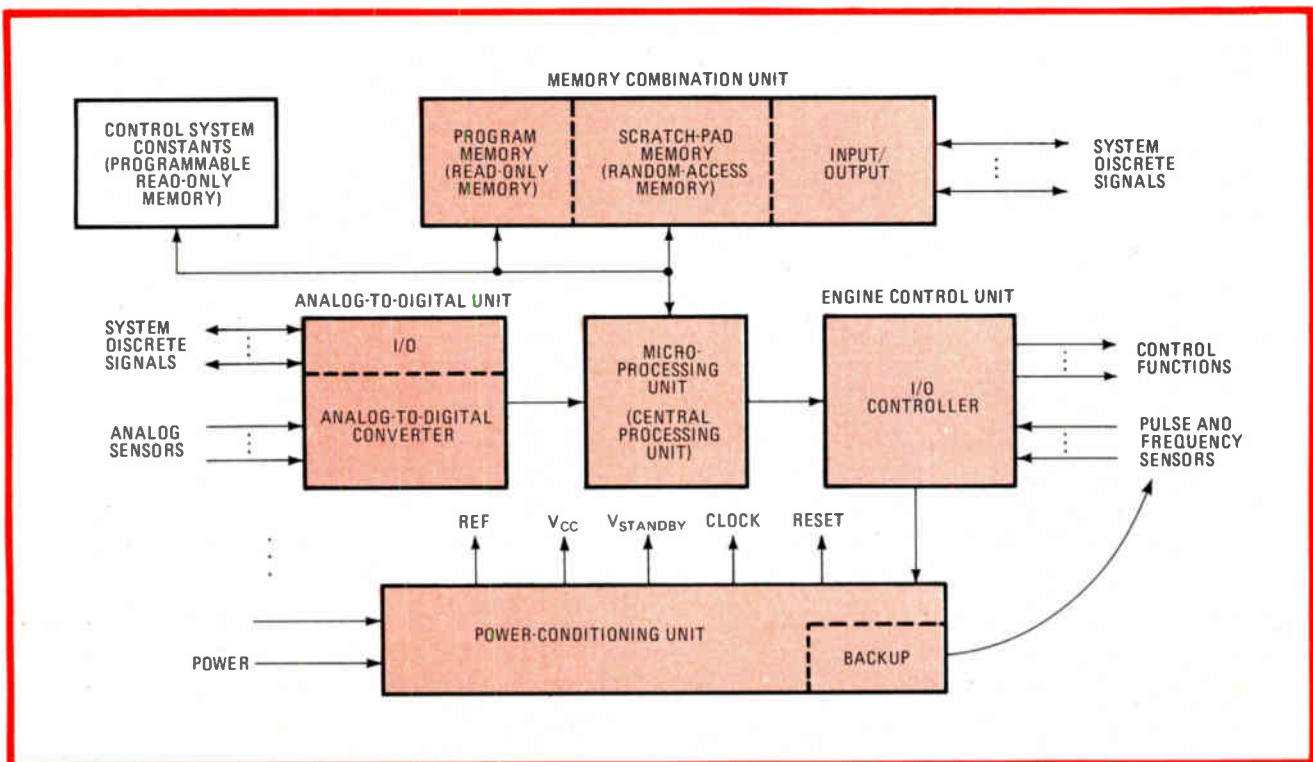 MEMORY COMBINATION UNIT
CONTROL SYSTEM
CONSTANTS
(PROGRAMMABLE
READ-ONLY
MEMORY)
PROGRAM
MEMORY
(READ-ONLY
MEMORY)
SCRATCH-PAD
MEMORY
(RANDOM-ACCESS
MEMORY)
INPUT/
OUTPUT
SYSTEM
DISCRETE
SIGNALS
ANALOG-TO-DIGITAL UNIT
ENGINE CONTROL UNIT
SYSTEM
DISCRETE
SIGNALS
I/O
ANALOG
SENSORS
ANALOG-TO-DIGITAL
CONVERTER
MICRO-
PROCESSING
UNIT
(CENTRAL
PROCESSING
UNIT)
I/O
CONTROLLER
CONTROL
FUNCTIONS
PULSE AND
FREQUENCY
SENSORS
REF
VCC
VSTANDBY
CLOCK
RESET
POWER
POWER-CONDITIONING UNIT
BACKUP